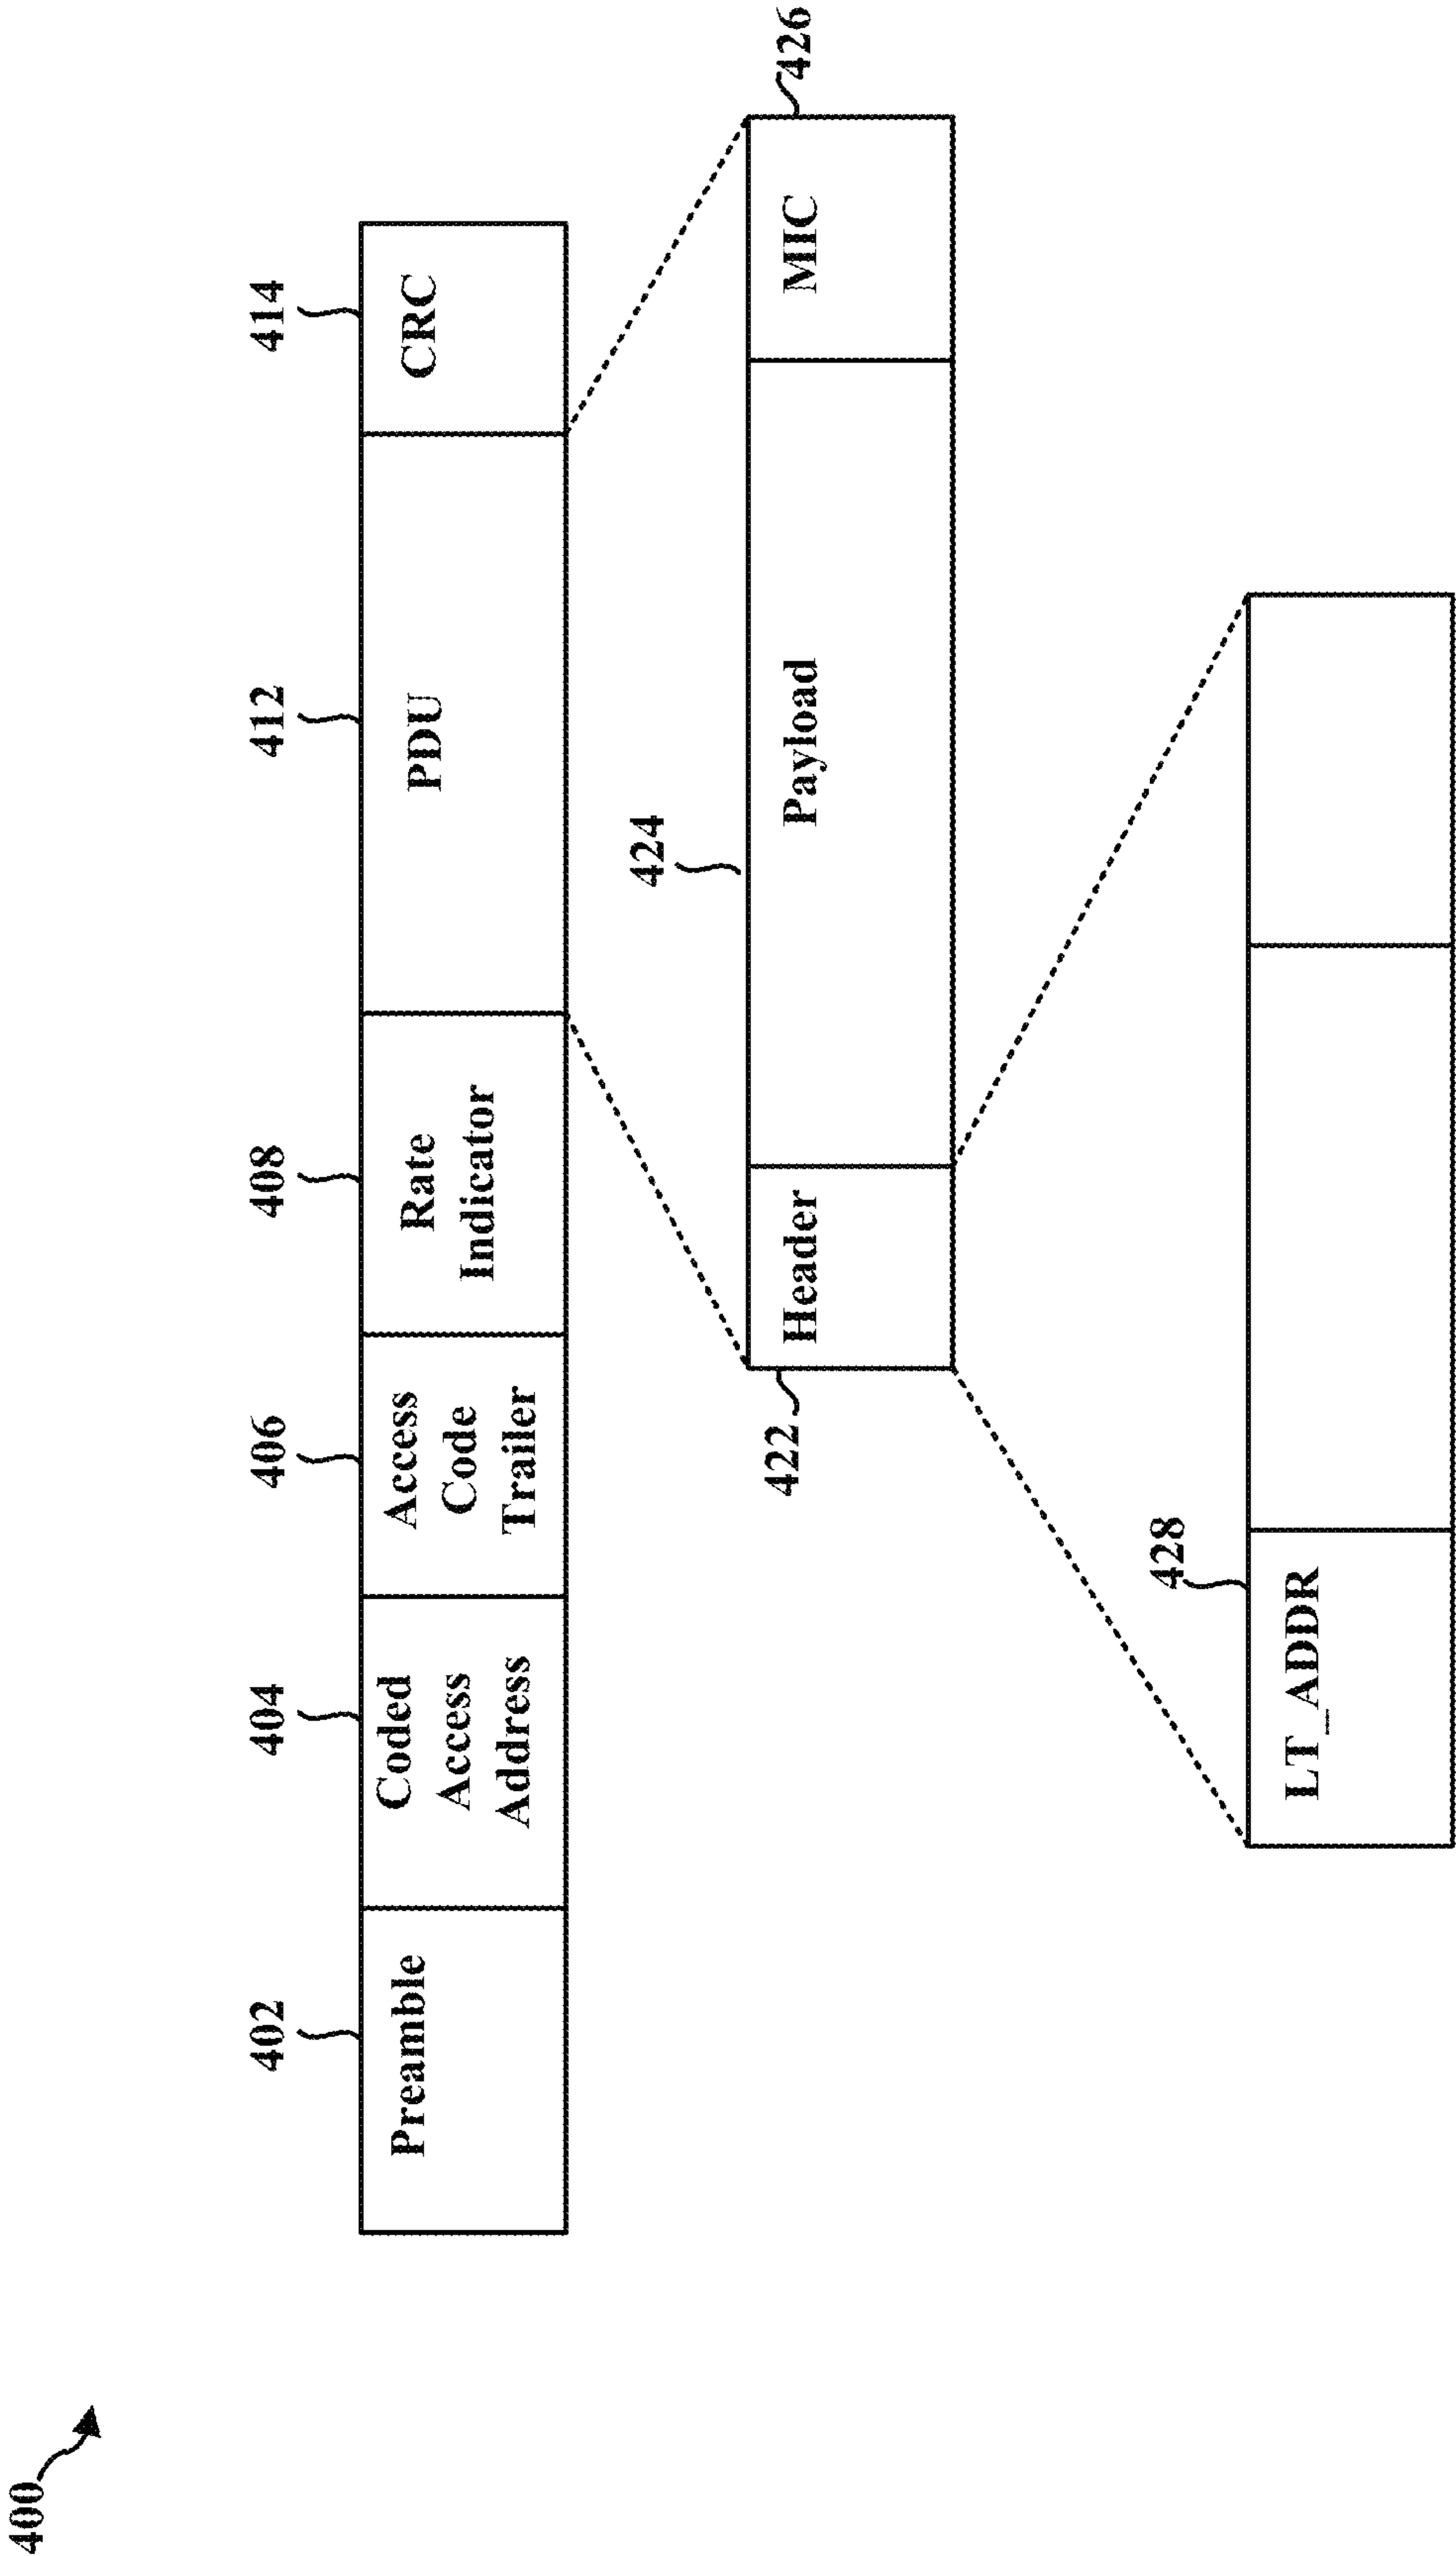 400
402
404
406
408
412
414
Preamble
Coded
Access
Address
Access
Code
Trailer
Rate
Indicator
PDU
CRC
422
424
426
Header
Payload
MIC
428
LT_ADDR